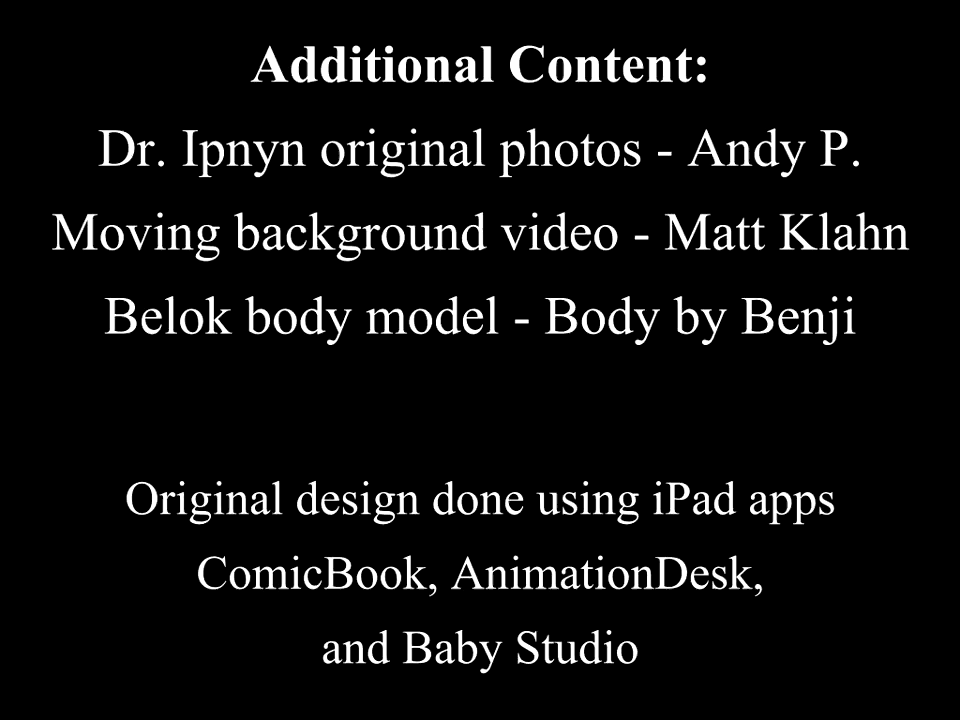 Additional Content:
Dr. Ipnyn original photos - Andy P.
Moving background video - Matt Klahn
Belok body model - Body by Benji
Original design done using iPad apps
ComicBook, AnimationDesk,
and Baby Studio